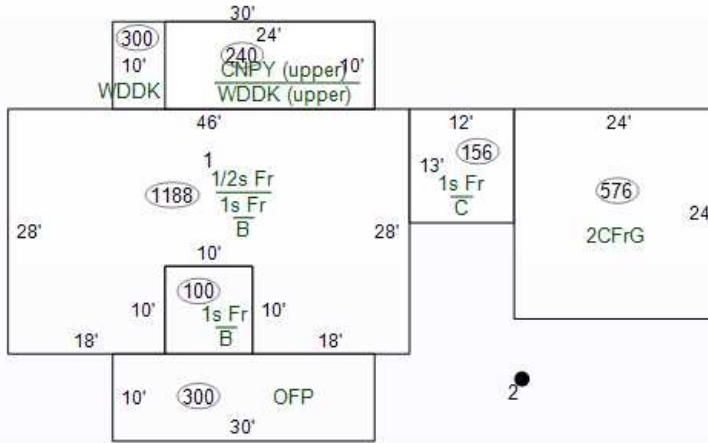 30'
300
24'
240
10'
CNPY (upper)
10'
WDDK
WDDK (upper)
46'
12'
24'
1
13'
156
1/2s Fr
1188
1s Fr
B
1s Fr
C
576
24
28'
28'
2CFrG
10'
100
10'
1s Fr
10'
B
18'
18'
10'
300
OFP
2
30'